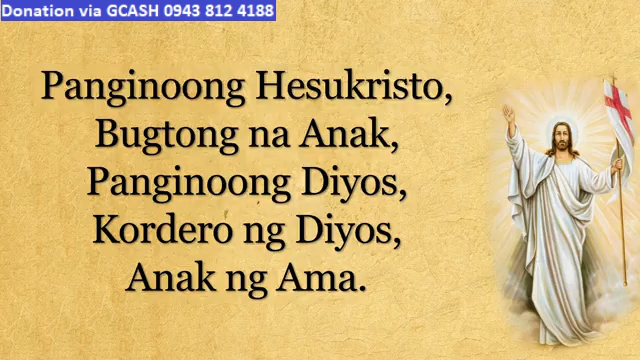 Donation via GCASH 0943 812 4188
Panginoong Hesukristo,
Bugtong na Anak,
Panginoong Diyos,
Kordero ng Diyos,
Anak ng Ama.